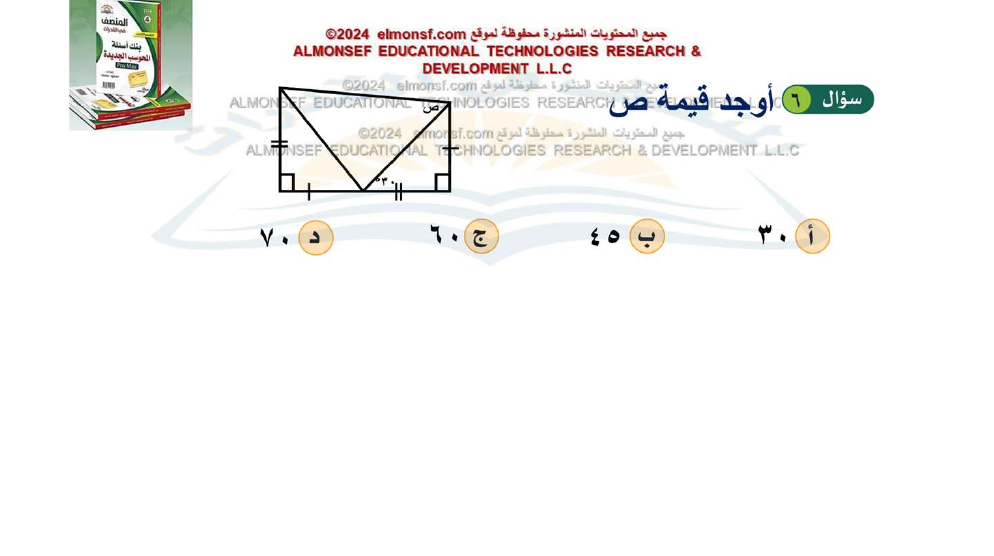 المنصف
في القدرات
بنك أسئلة
المحوسب الجديدة
جميع المحتويات المنشورة محفوظة لموقع elmonsf.com ©2024
ALMONSEF EDUCATIONAL TECHNOLOGIES RESEARCH &
DEVELOPMENT L.L.C
جميع المحتويات المنشورة محفوظة لموقع elmonsf.com ©2024
ALMONSEF EDUCATIONAL TECHNOLOGIES RESEARCH & DEVELOPMENT L.L.C
سؤال ٦ أوجد قيمة ص
ص
جميع المحتويات المنشورة محفوظة لموقع elmonsf.com ©2024
ALMONSEF EDUCATIONAL TECHNOLOGIES RESEARCH & DEVELOPMENT L.L.C
٣٠°
أ ٣٠ ب ٤٥ ج ٦٠ د ٧٠